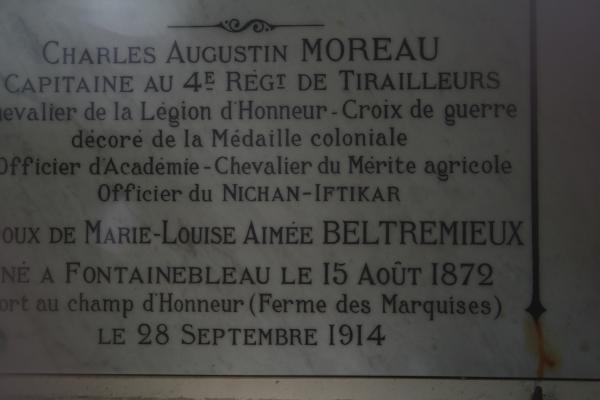 Charles Augustin MOREAU
Capitaine au 4E Régt de Tirailleurs
evalier de la Légion d'Honneur - Croix de guerre
décoré de la Médaille coloniale
Officier d'Académie - Chevalier du Mérite agricole
Officier du Nichan-Iftikar
oux de Marie-Louise Aimée BELTREMIEUX
né a Fontainebleau le 15 Août 1872
ort au champ d'Honneur (Ferme des Marquises)
le 28 Septembre 1914